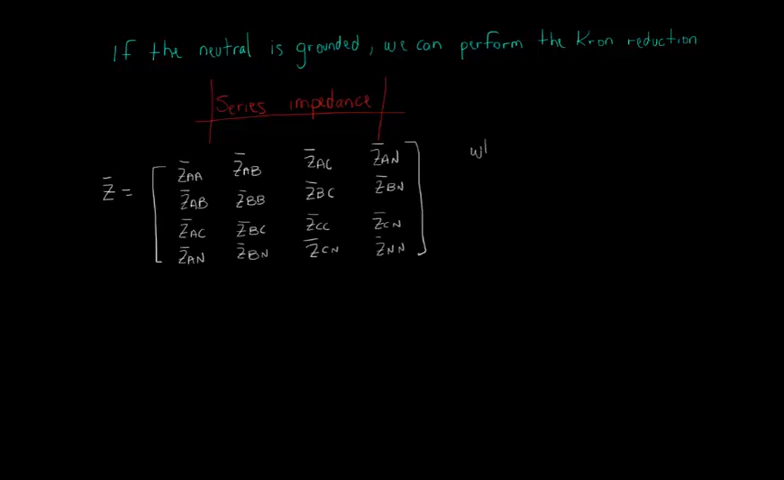 If the neutral is grounded, we can perform the Kron reduction
Series impedance
Z̄ = [ Z̄AA Z̄AB Z̄AC Z̄AN
Z̄AB Z̄BB Z̄BC Z̄BN
Z̄AC Z̄BC Z̄CC Z̄CN
Z̄AN Z̄BN Z̄CN Z̄NN ]